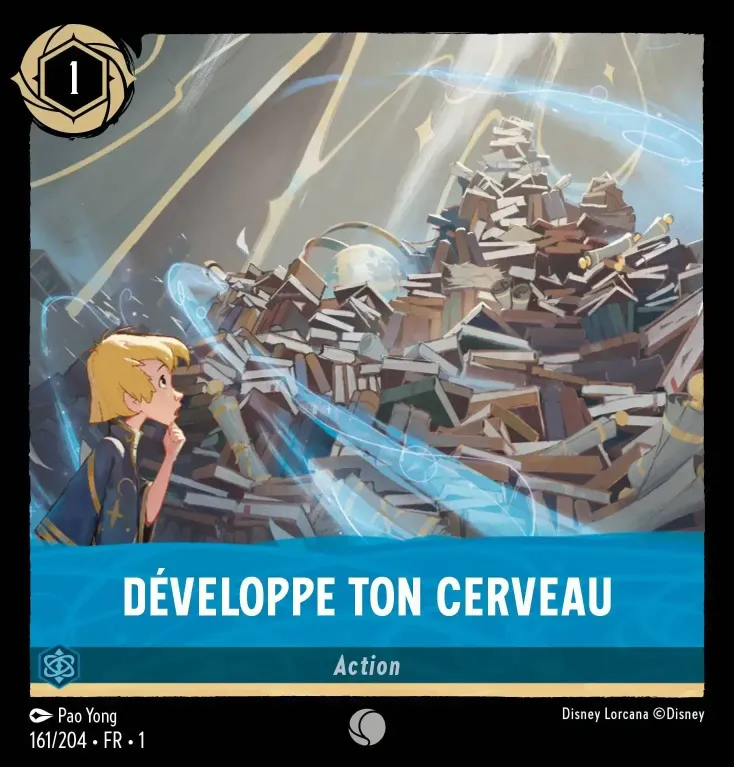 1
DÉVELOPPE TON CERVEAU
Action
Pao Yong
Disney Lorcana ©Disney
161/204 • FR • 1